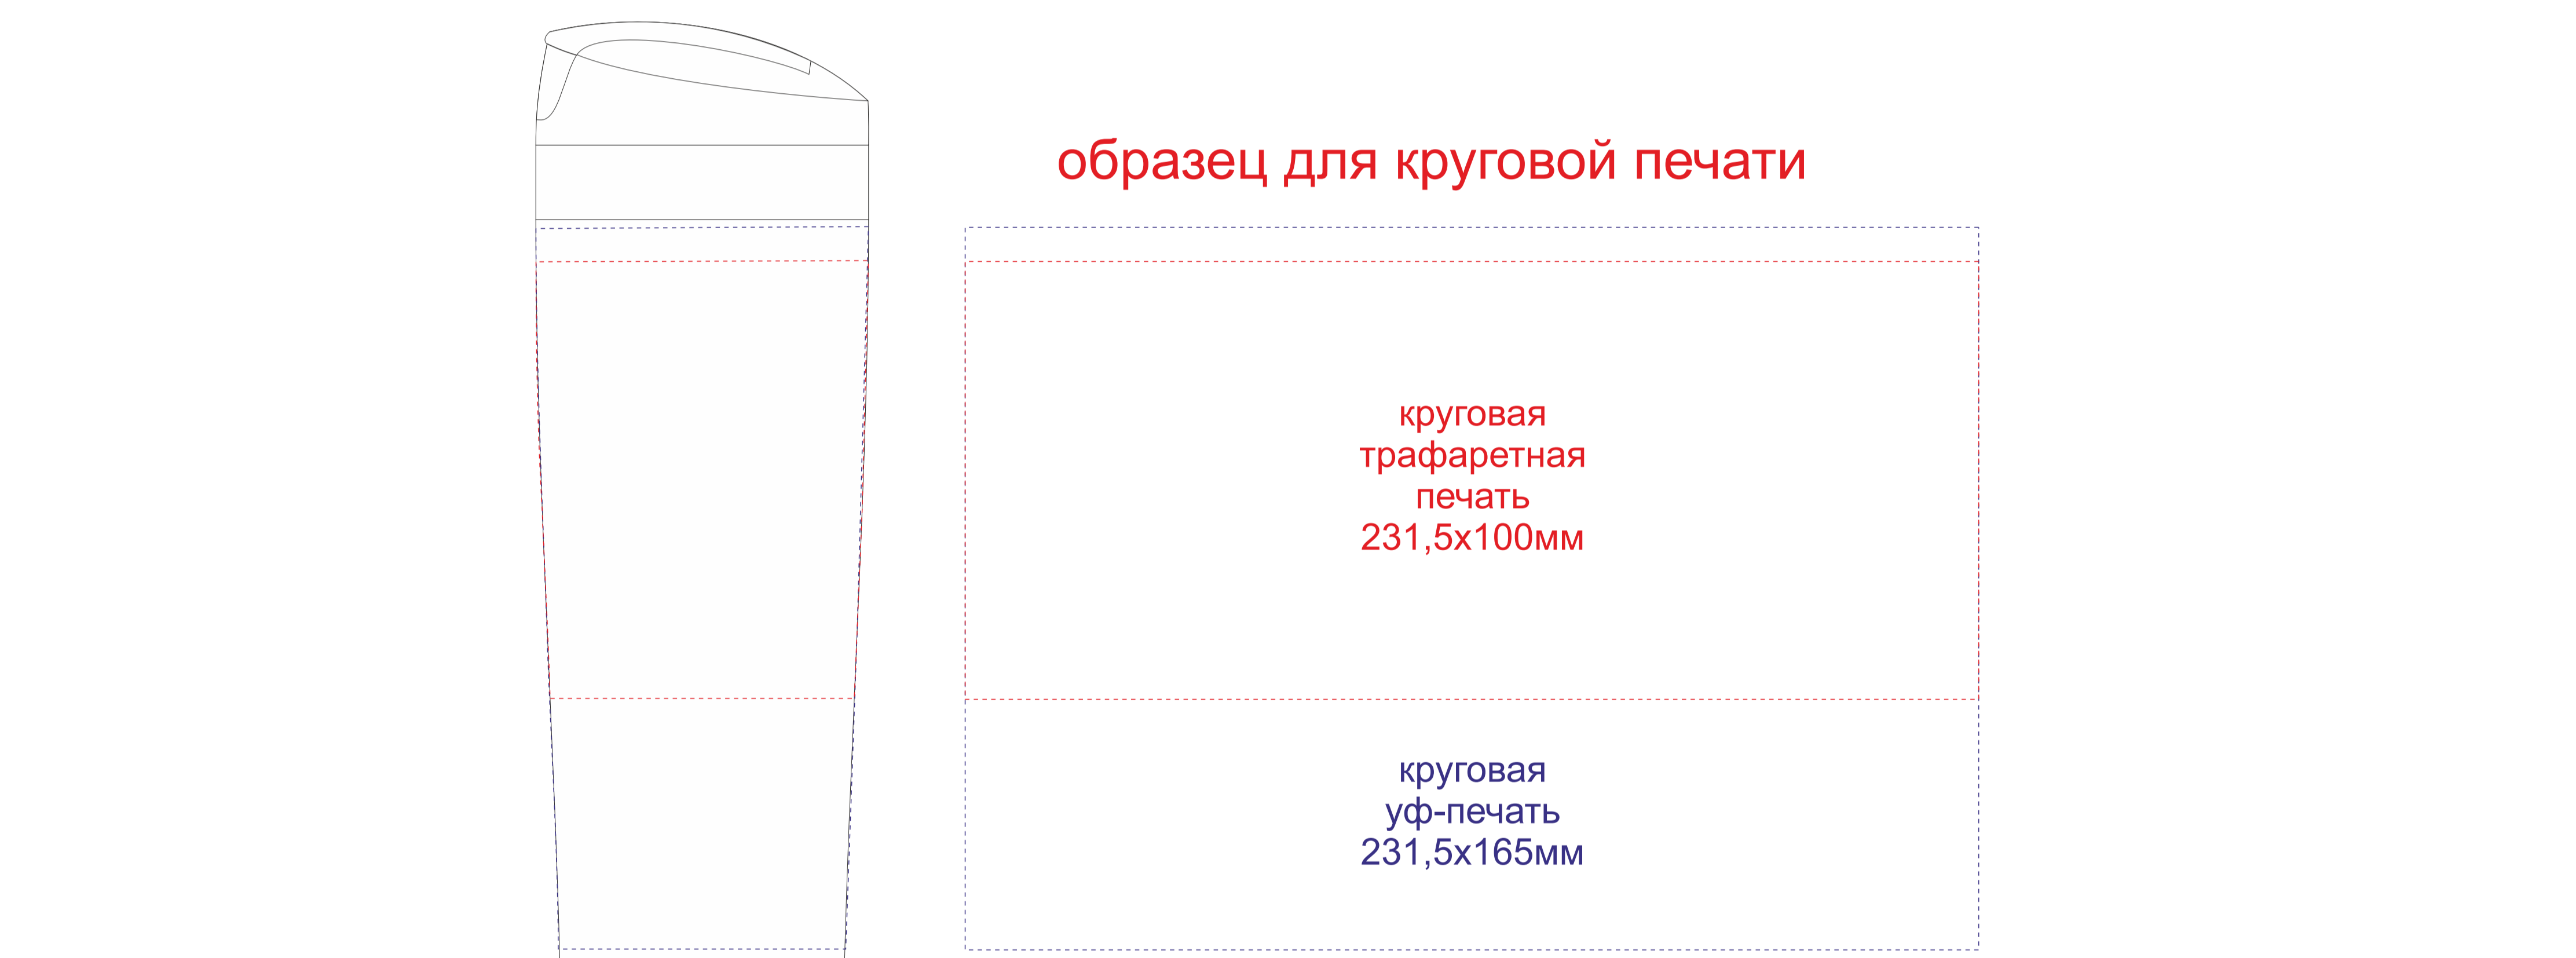 образец для круговой печати
круговая
трафаретная
печать
231,5х100мм
круговая
уф-печать
231,5х165мм